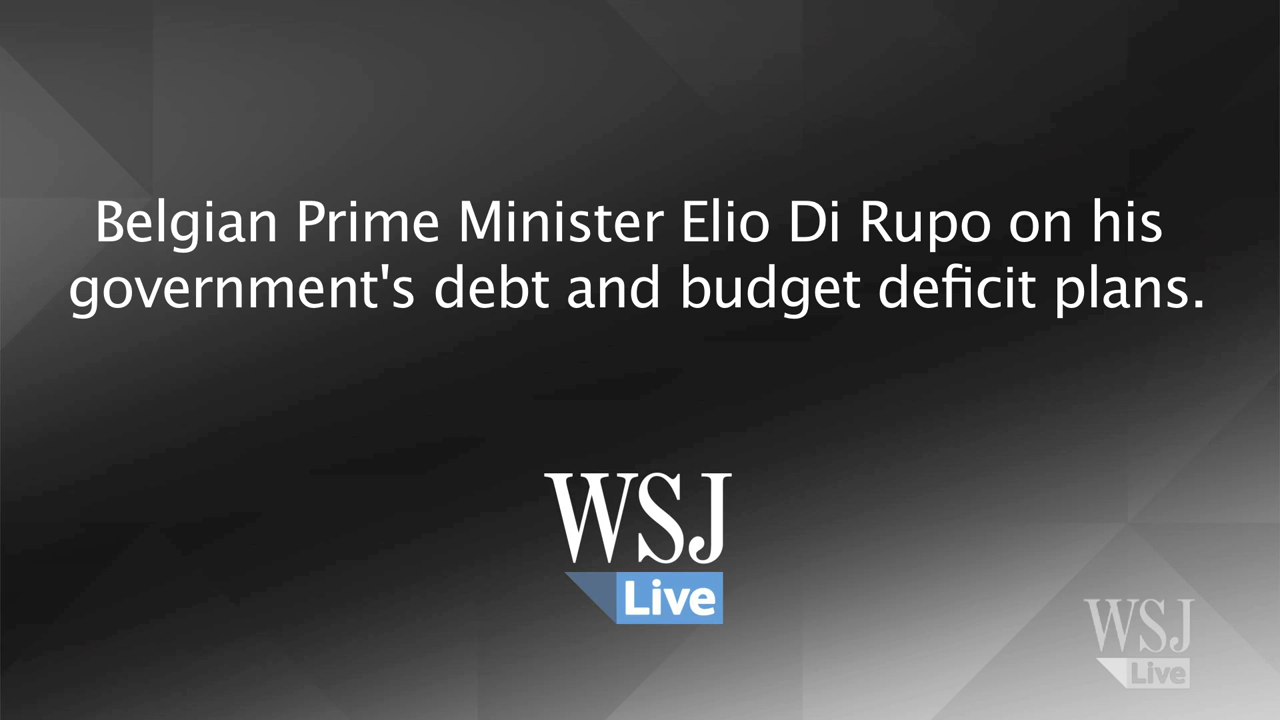 Belgian Prime Minister Elio Di Rupo on his
government's debt and budget deficit plans.
WSJ
Live
WSJ
Live